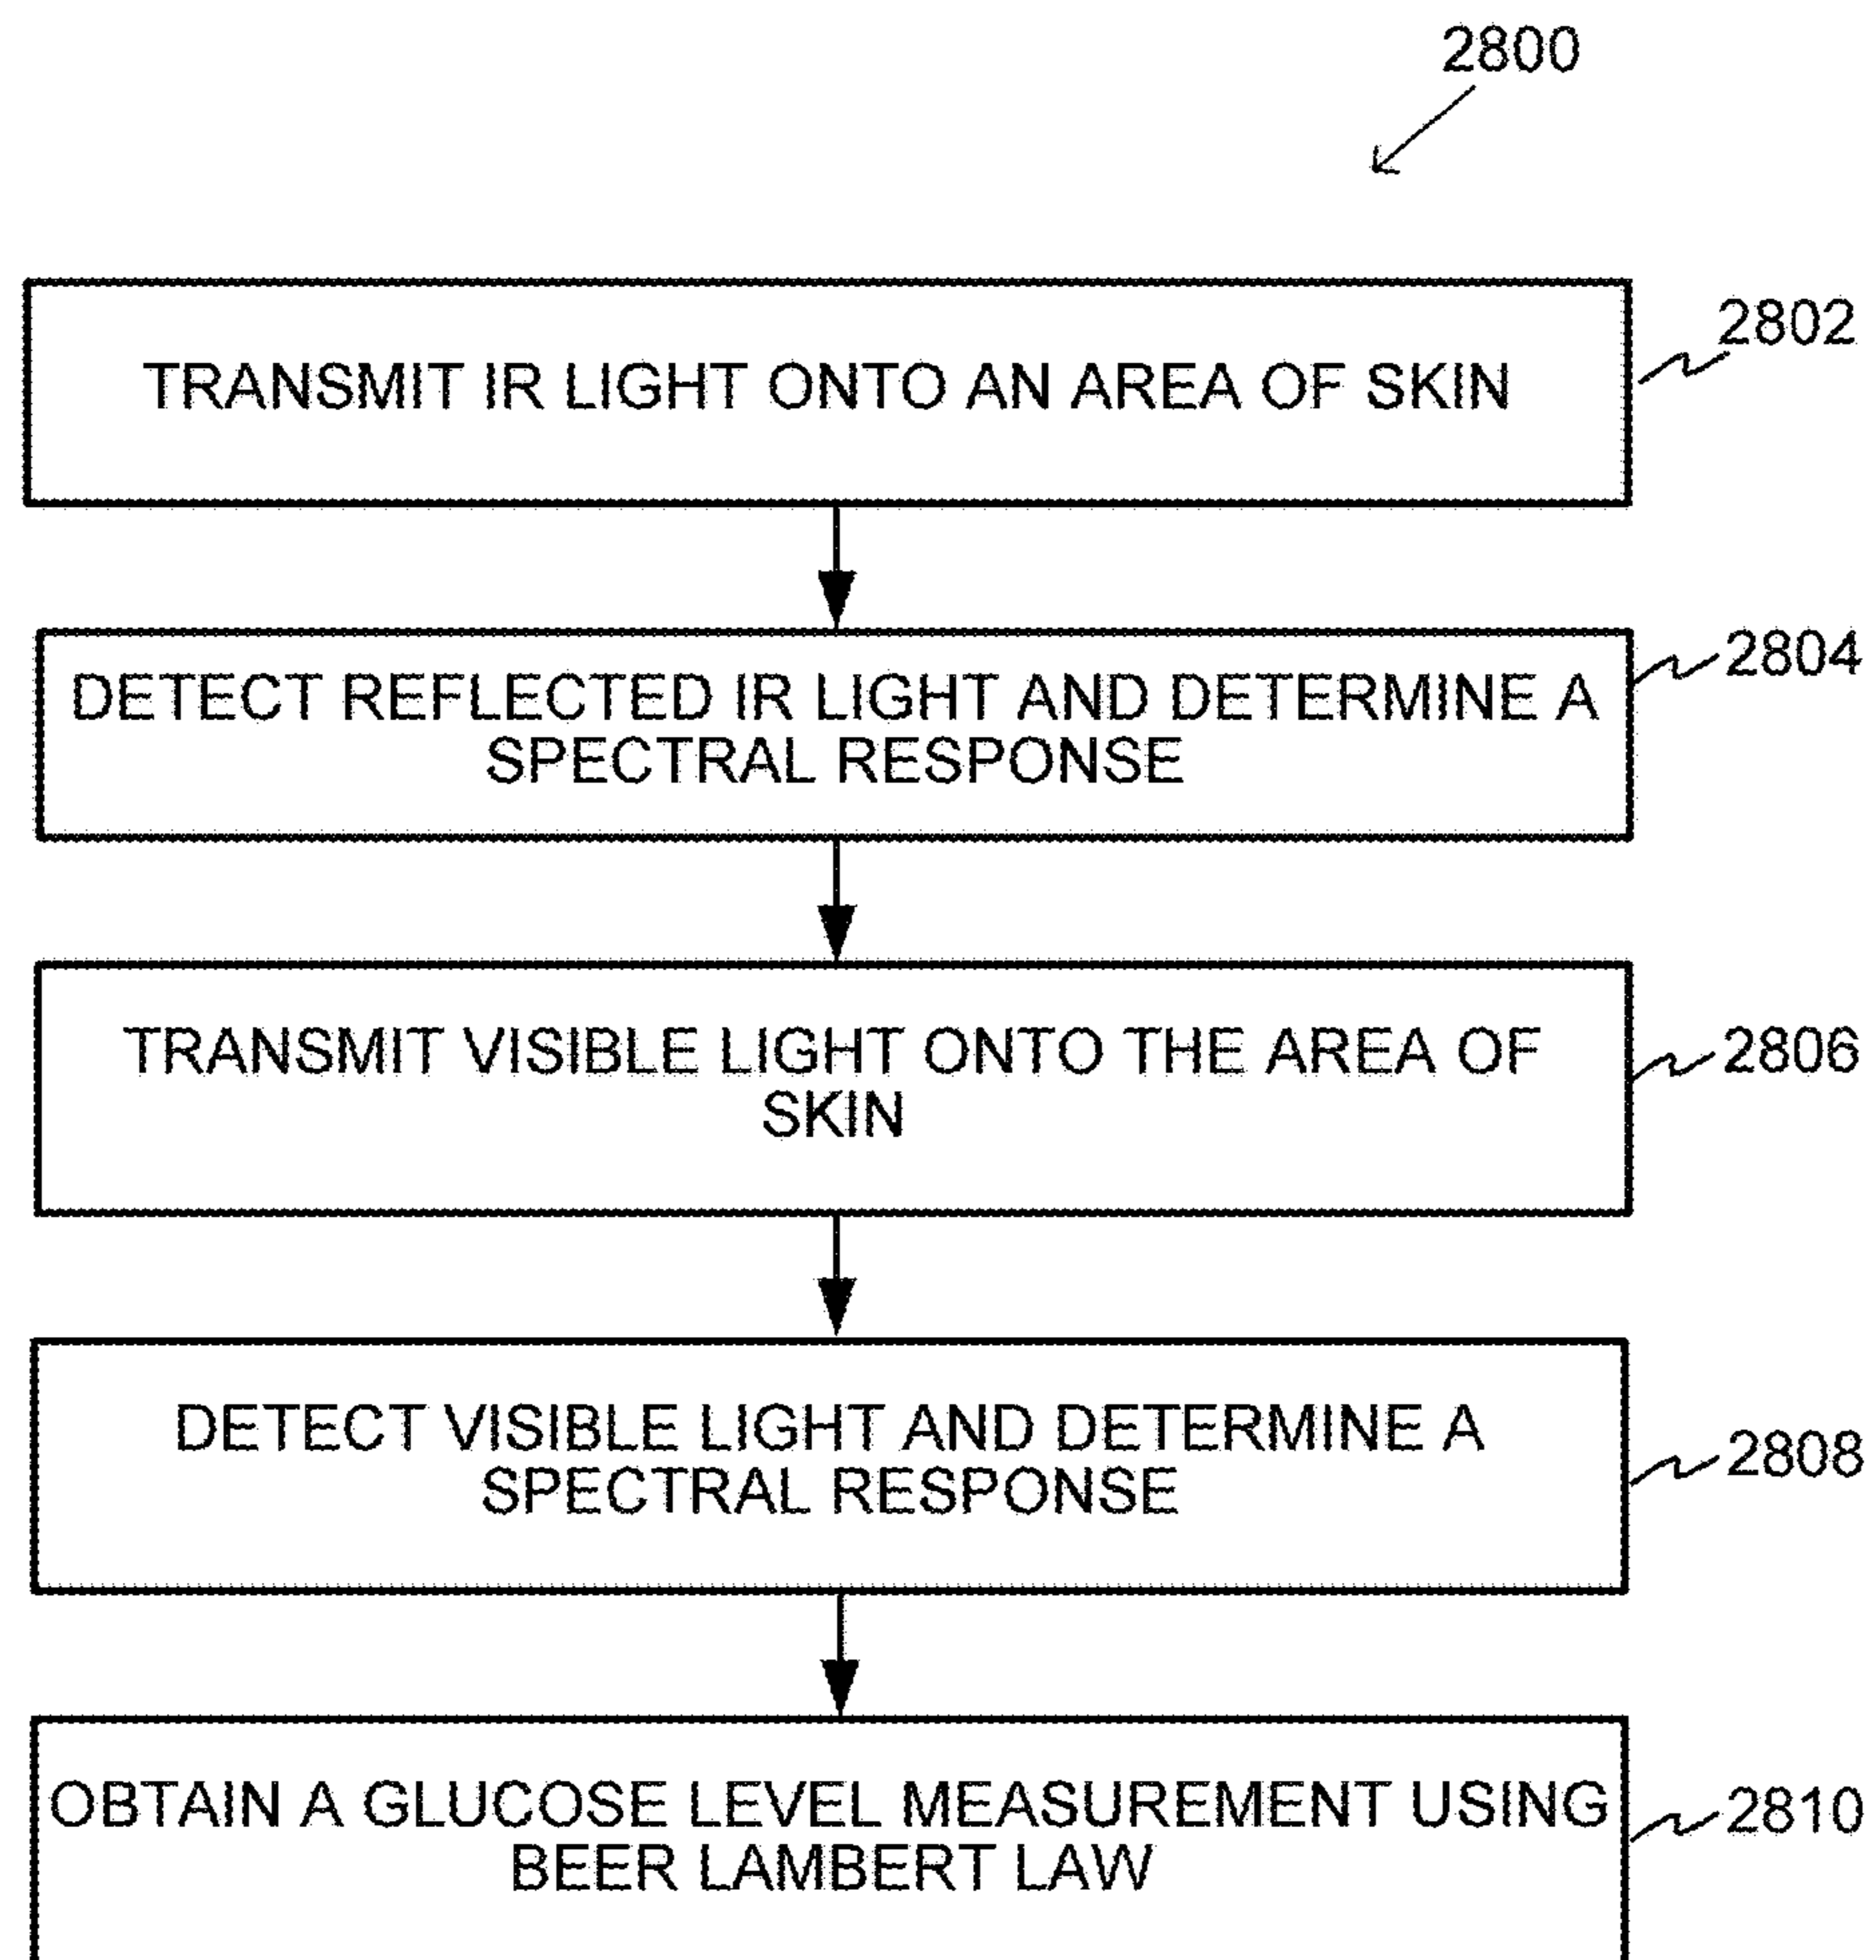 2800
TRANSMIT IR LIGHT ONTO AN AREA OF SKIN
2802
DETECT REFLECTED IR LIGHT AND DETERMINE A
SPECTRAL RESPONSE
2804
TRANSMIT VISIBLE LIGHT ONTO THE AREA OF
SKIN
2806
DETECT VISIBLE LIGHT AND DETERMINE A
SPECTRAL RESPONSE
2808
OBTAIN A GLUCOSE LEVEL MEASUREMENT USING
BEER LAMBERT LAW
2810